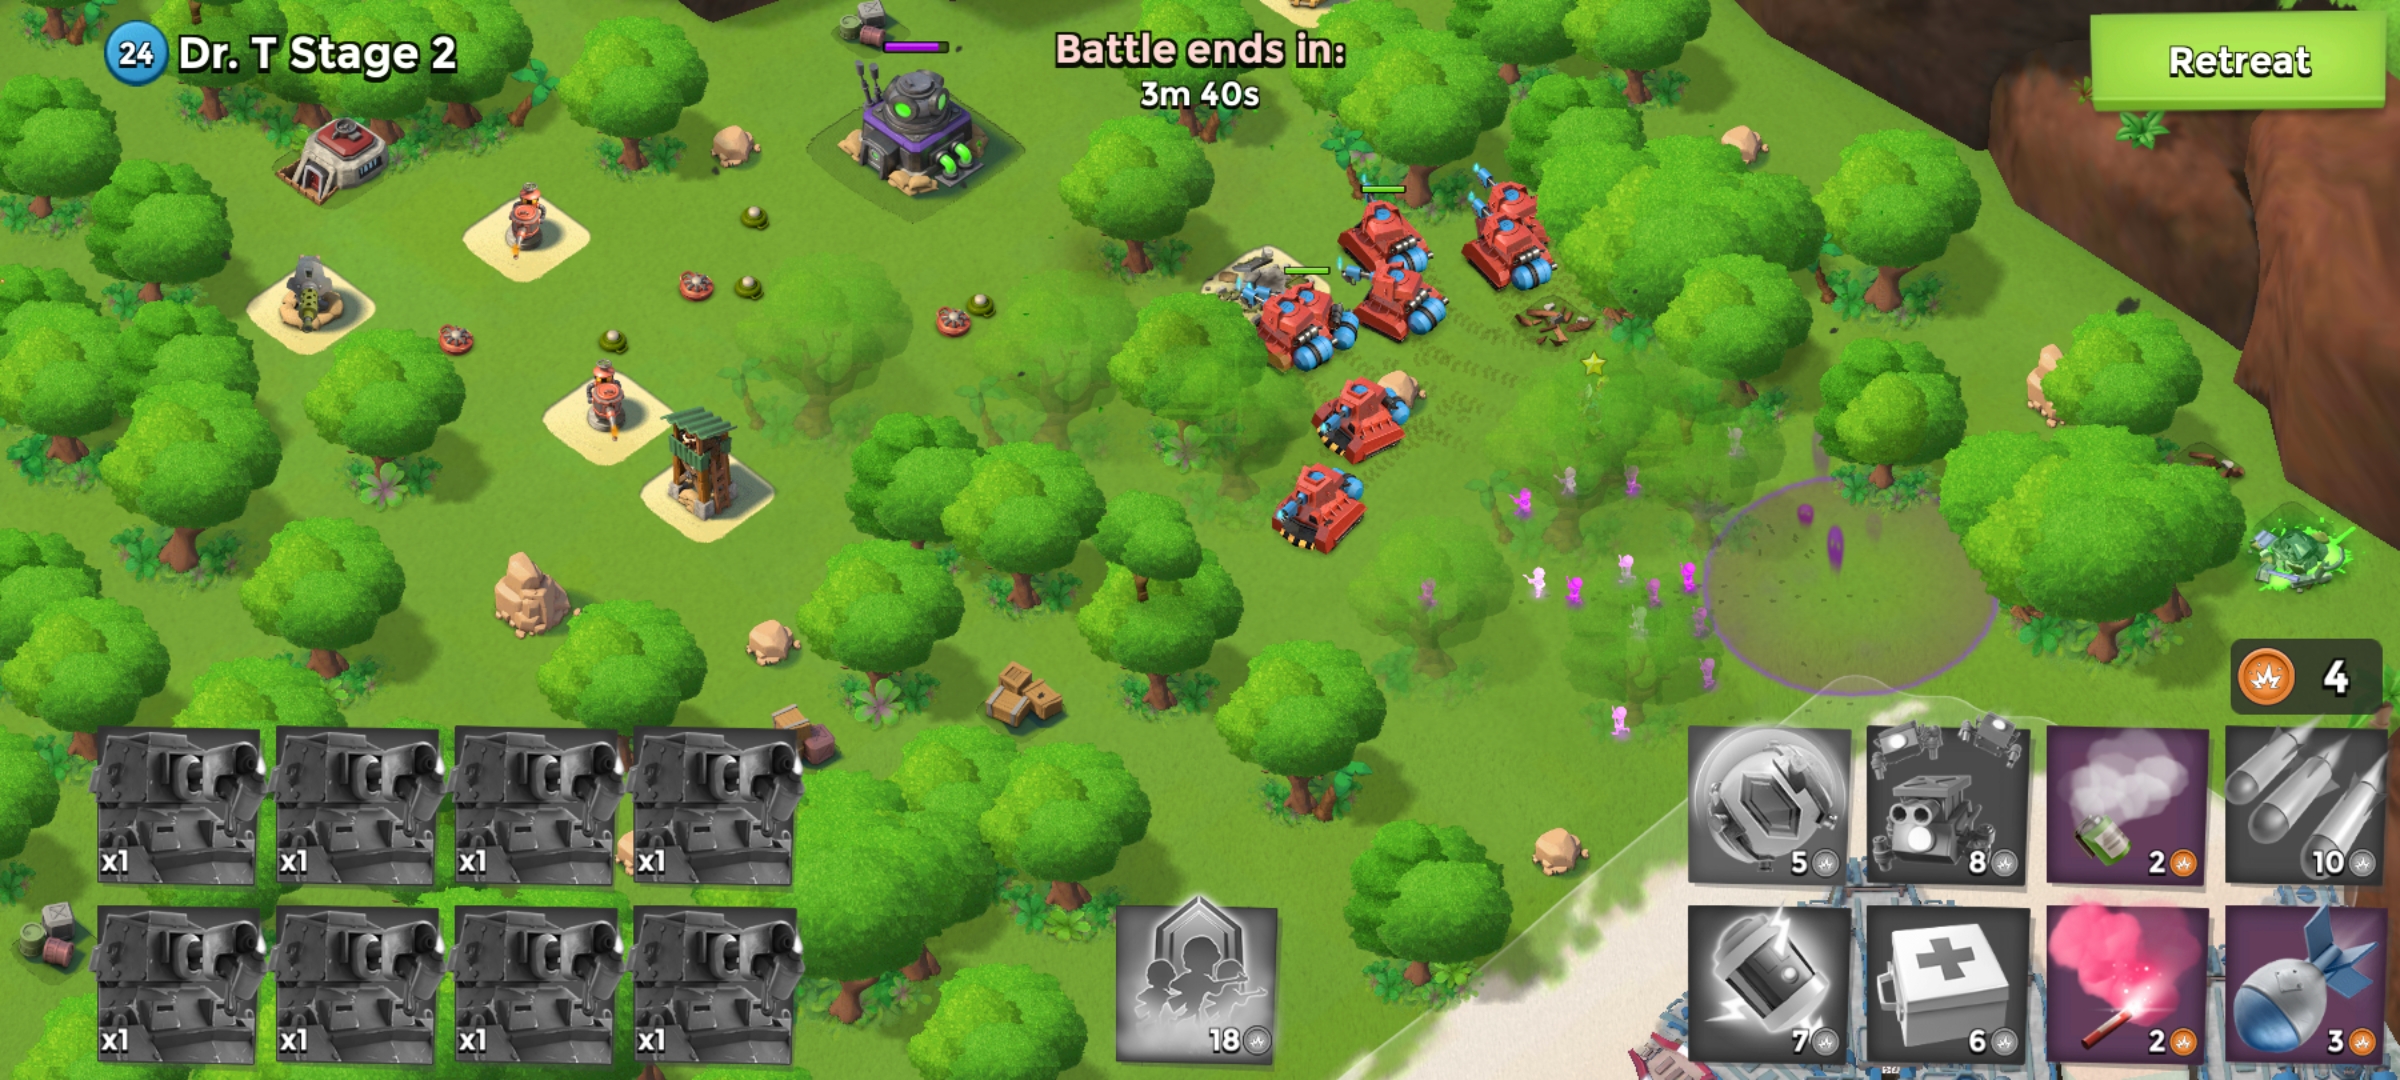 24 Dr. T Stage 2
Battle ends in:
3m 40s
Retreat
4
x1 x1 x1 x1
5 8 2 10
x1 x1 x1 x1
18
7 6 2 3